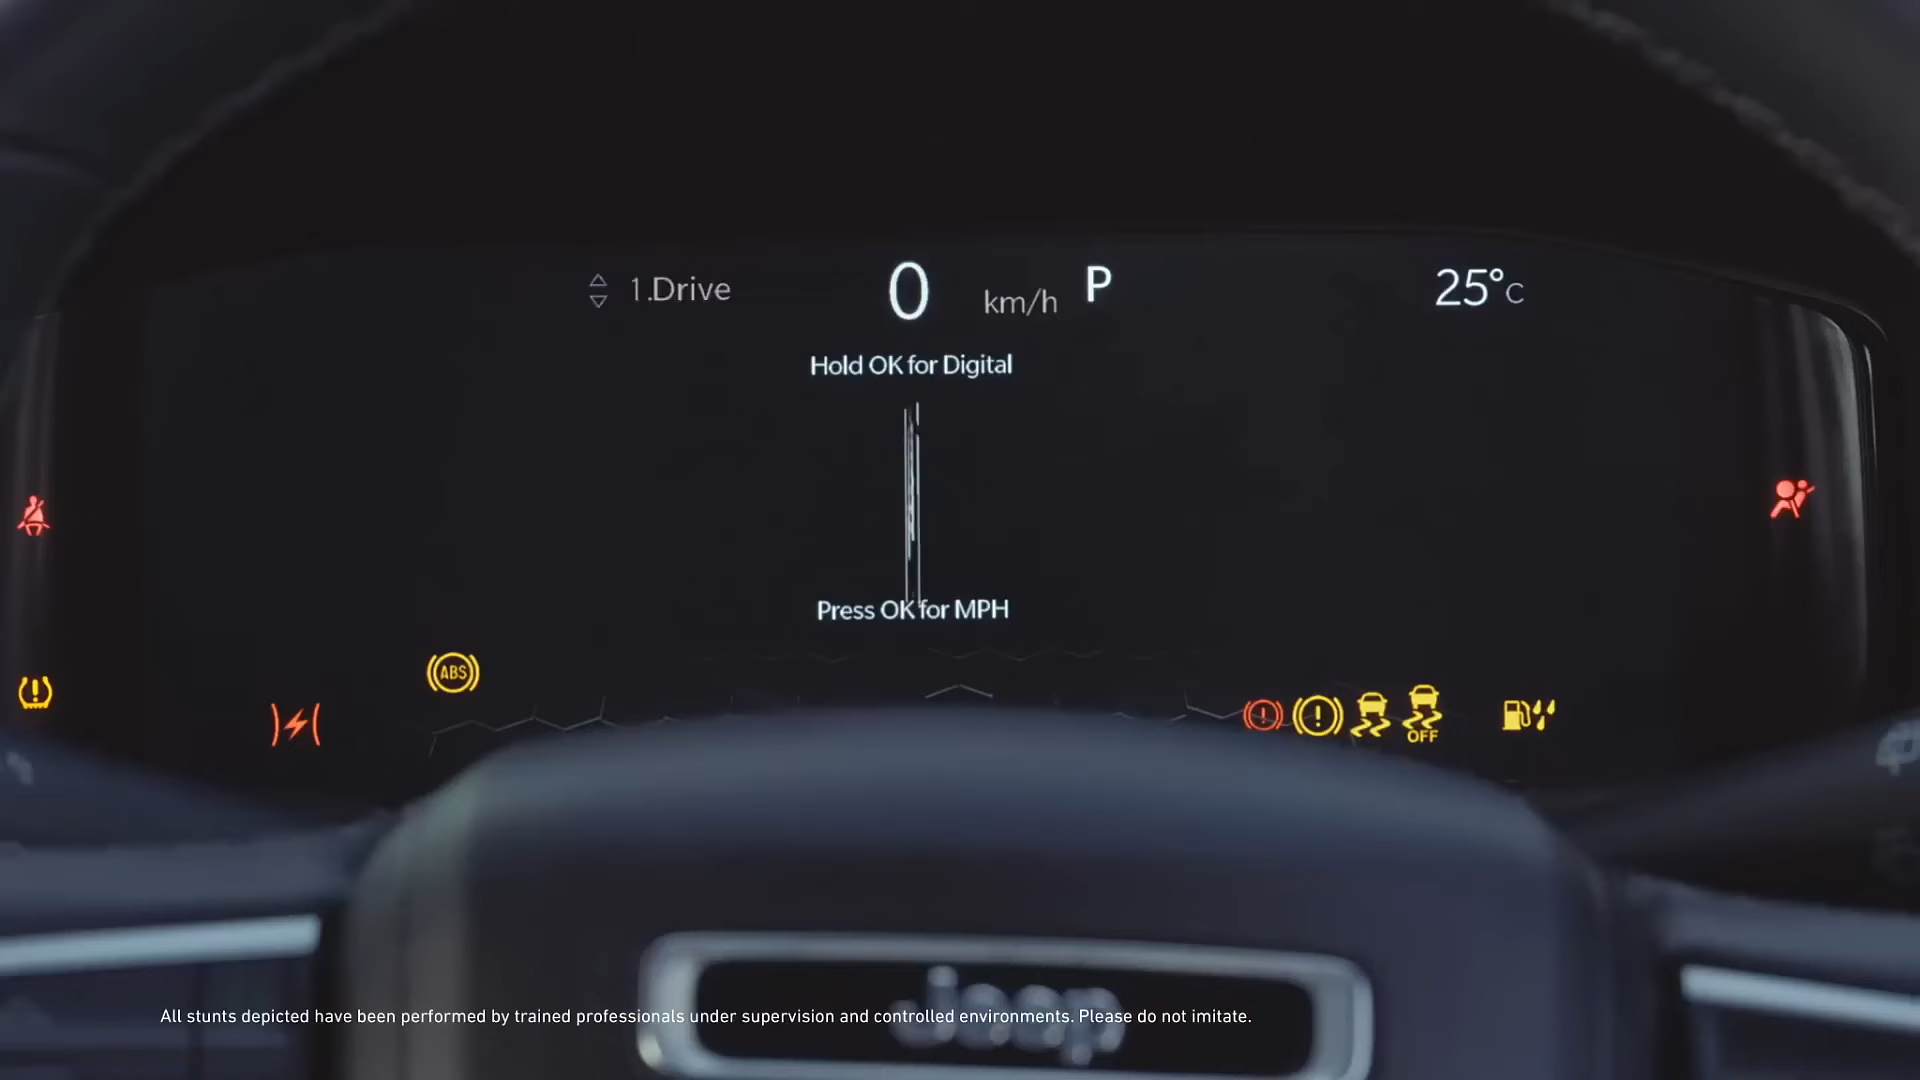 1.Drive
0 km/h P
25°C
Hold OK for Digital
Press OK for MPH
ABS
OFF
Jeep
All stunts depicted have been performed by trained professionals under supervision and controlled environments. Please do not imitate.